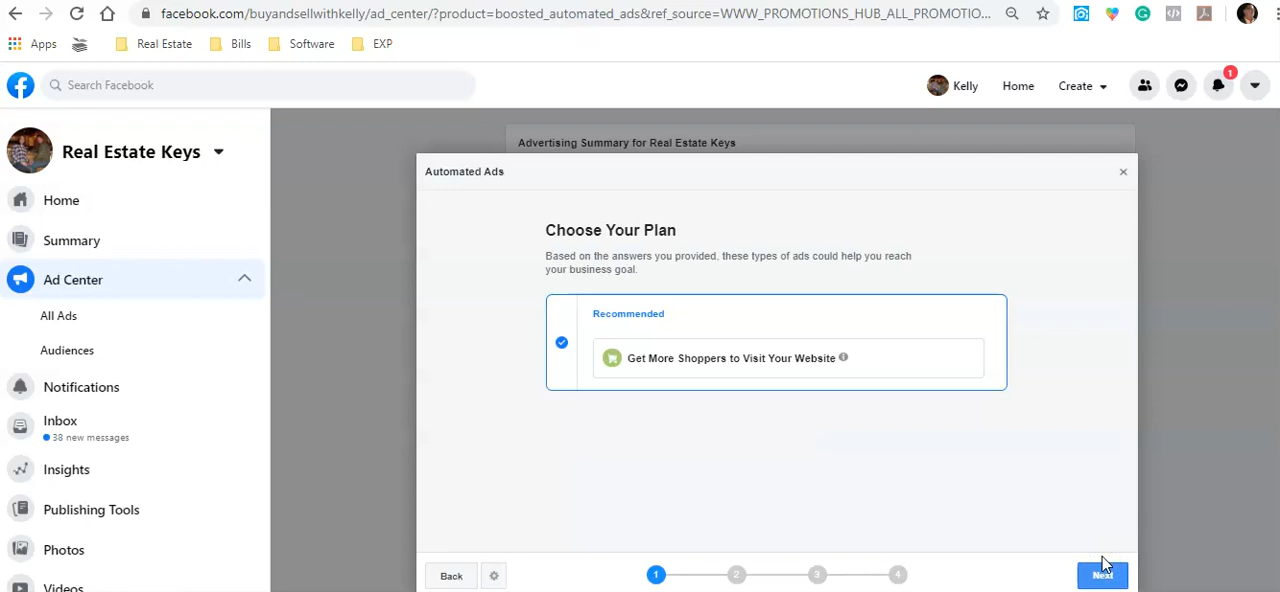 facebook.com/buyandsellwithkelly/ad_center/?product=boosted_automated_ads&ref_source=WWW_PROMOTIONS_HUB_ALL_PROMOTIO...
Apps
Real Estate
Bills
Software
EXP
Search Facebook
Kelly
Home
Create
1
Real Estate Keys
Home
Summary
Ad Center
All Ads
Audiences
Notifications
Inbox
38 new messages
Insights
Publishing Tools
Photos
Videos
Advertising Summary for Real Estate Keys
Automated Ads
×
Choose Your Plan
Based on the answers you provided, these types of ads could help you reach
your business goal.
Recommended
Get More Shoppers to Visit Your Website
Back
1
2
3
4
Next